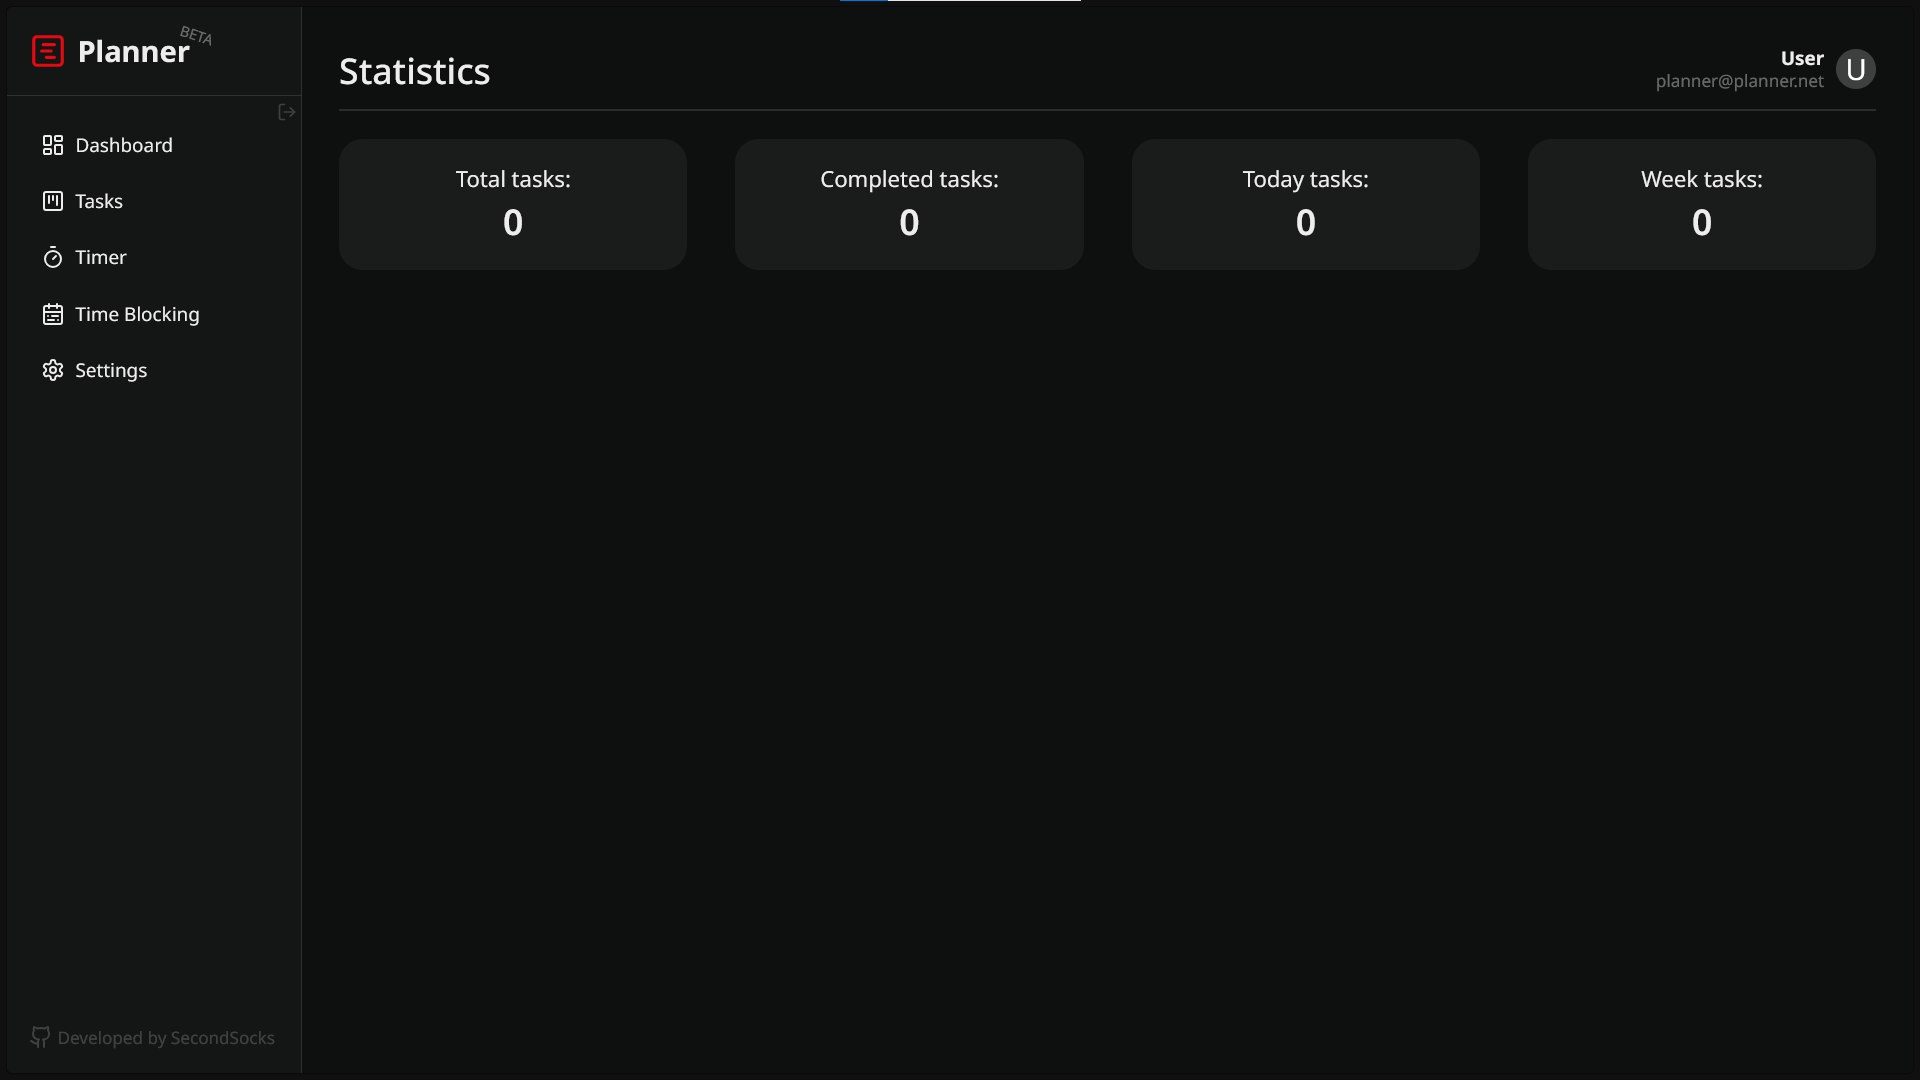 Planner
BETA
Dashboard
Tasks
Timer
Time Blocking
Settings
Developed by SecondSocks
Statistics
User
planner@planner.net
U
Total tasks:
0
Completed tasks:
0
Today tasks:
0
Week tasks:
0